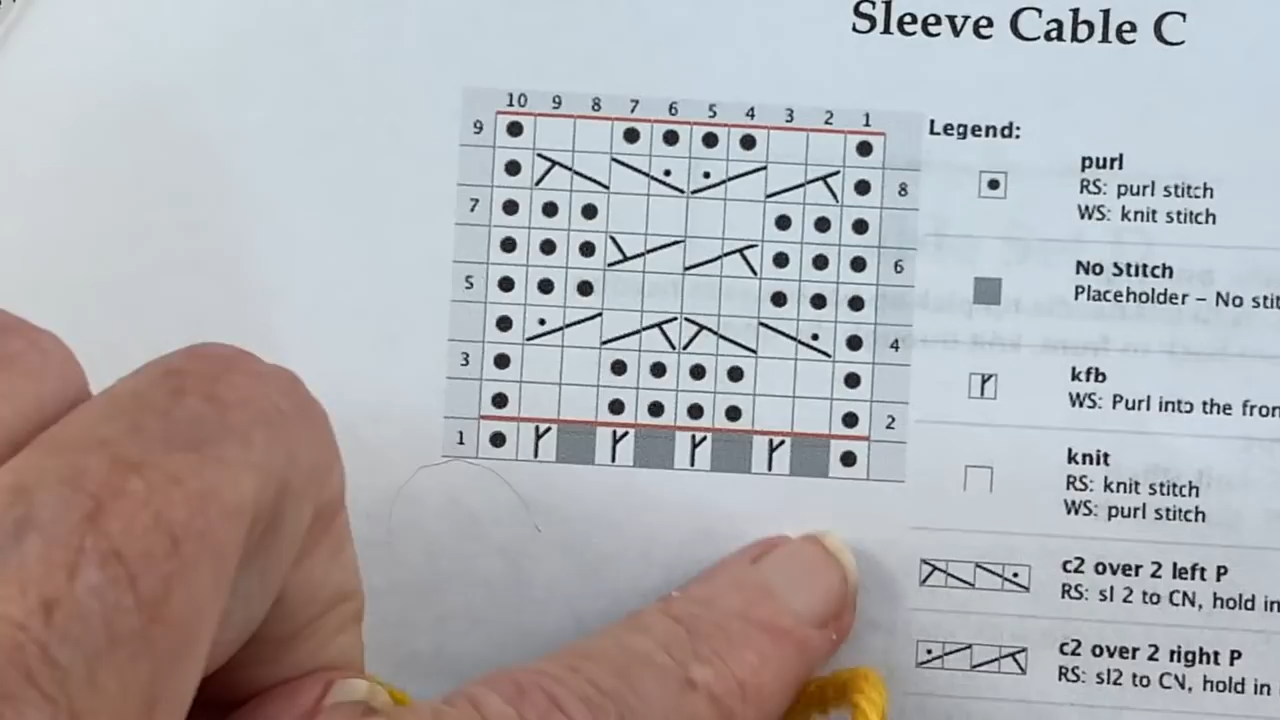 Sleeve Cable C
10 9 8 7 6 5 4 3 2 1
9
8
7
6
5
4
3
2
1
Legend:
purl
RS: purl stitch
WS: knit stitch
No Stitch
Placeholder - No stit
kfb
WS: Purl into the fron
knit
RS: knit stitch
WS: purl stitch
c2 over 2 left P
RS: sl 2 to CN, hold in
c2 over 2 right P
RS: sl2 to CN, hold in